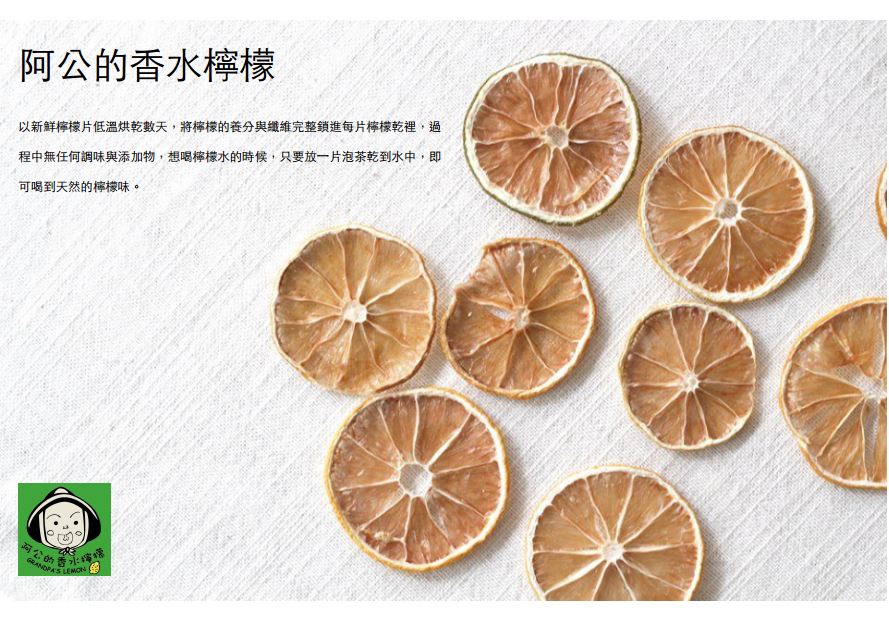 阿公的香水檸檬
以新鮮檸檬片低溫烘乾數天，將檸檬的養分與纖維完整鎖進每片檸檬乾裡，過
程中無任何調味與添加物，想喝檸檬水的時候，只要放一片泡茶乾到水中，即
可喝到天然的檸檬味。
阿公的香水檸檬
GRANDPA'S LEMON